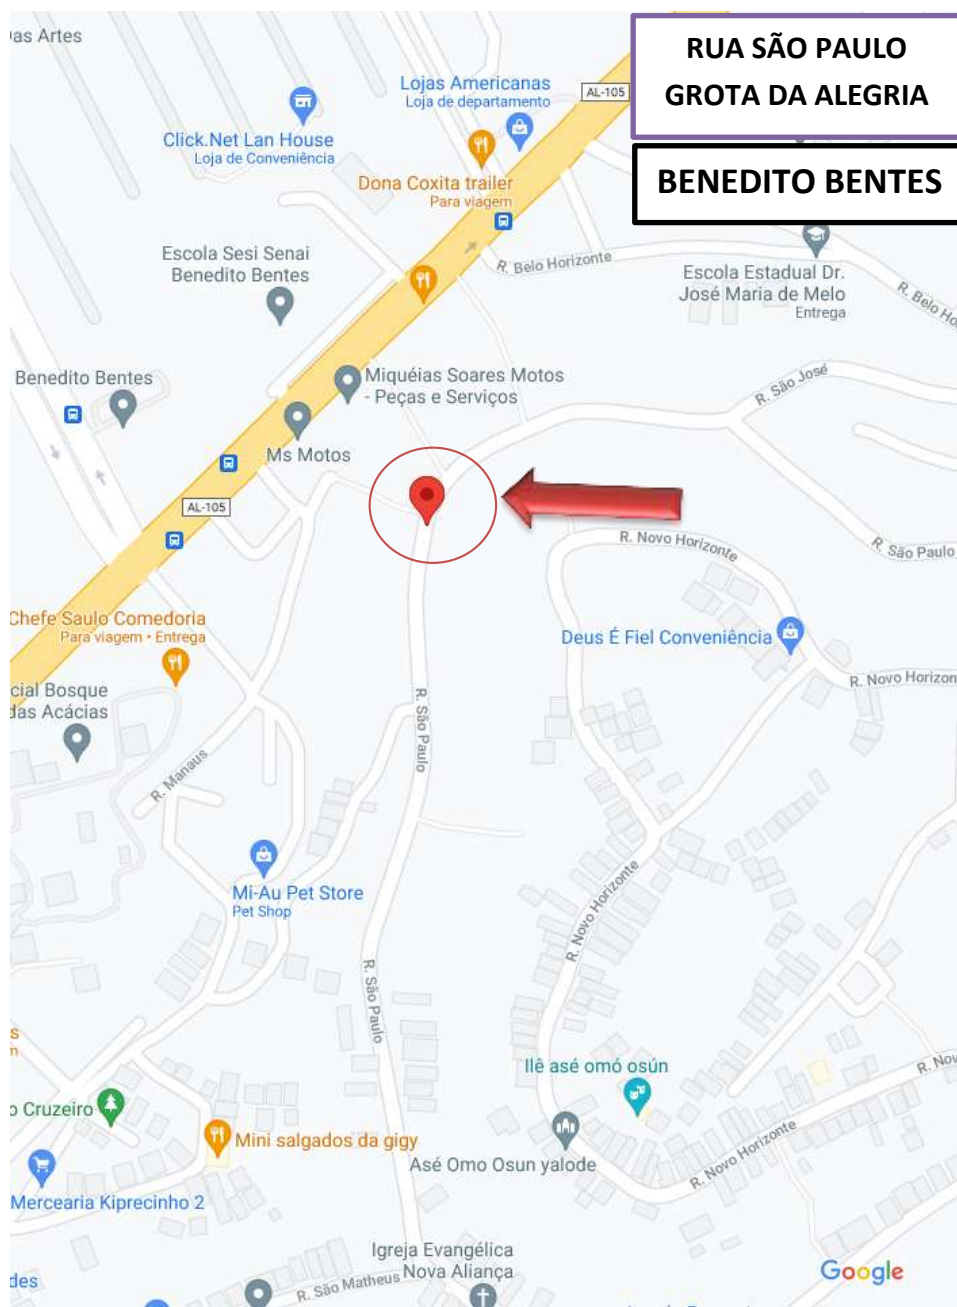 RUA SÃO PAULO
GROTA DA ALEGRIA
BENEDITO BENTES
as Artes
Lojas Americanas
Loja de departamento
AL-105
Click.Net Lan House
Loja de Conveniência
Dona Coxita trailer
Para viagem
Escola Sesi Senai
Benedito Bentes
R. Belo Horizonte
Escola Estadual Dr.
José Maria de Melo
Entrega
R. Belo Ho
Benedito Bentes
Miquéias Soares Motos
- Peças e Serviços
R. São José
Ms Motos
AL-105
R. Novo Horizonte
R. São Paulo
Chefe Saulo Comedoria
Para viagem • Entrega
Deus É Fiel Conveniência
cial Bosque
das Acácias
R. Novo Horizon
R. São Paulo
R. Manaus
Mi-Au Pet Store
Pet Shop
R. Novo Horizonte
R. São Paulo
s
m
Ilê asé omó osún
R. Nov
o Cruzeiro
Mini salgados da gigy
Asé Omo Osun yalode
R. Novo Horizonte
Mercearia Kiprecinho 2
Igreja Evangélica
Nova Aliança
R. São Matheus
des
Google